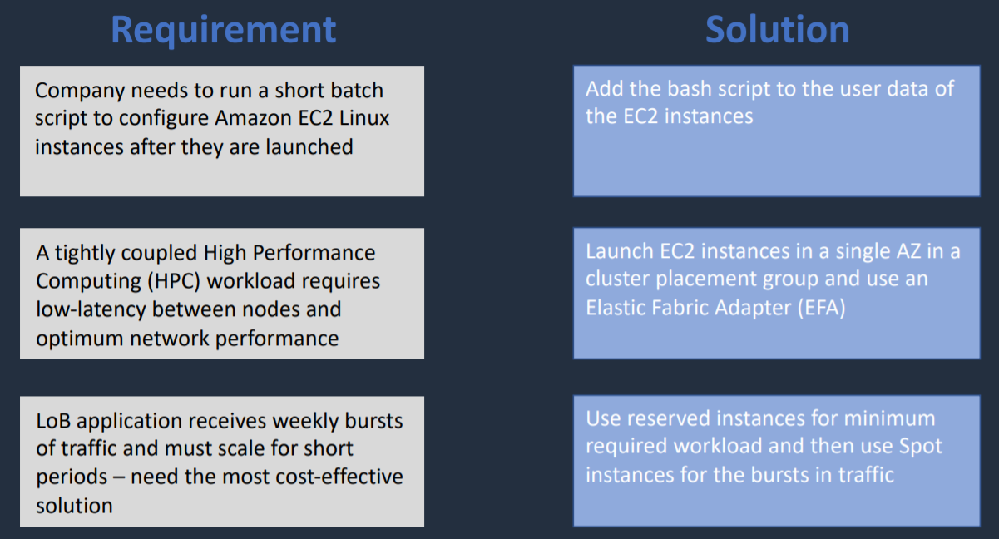 Requirement
Solution
Company needs to run a short batch
script to configure Amazon EC2 Linux
instances after they are launched
Add the bash script to the user data of
the EC2 instances
A tightly coupled High Performance
Computing (HPC) workload requires
low-latency between nodes and
optimum network performance
Launch EC2 instances in a single AZ in a
cluster placement group and use an
Elastic Fabric Adapter (EFA)
LoB application receives weekly bursts
of traffic and must scale for short
periods – need the most cost-effective
solution
Use reserved instances for minimum
required workload and then use Spot
instances for the bursts in traffic